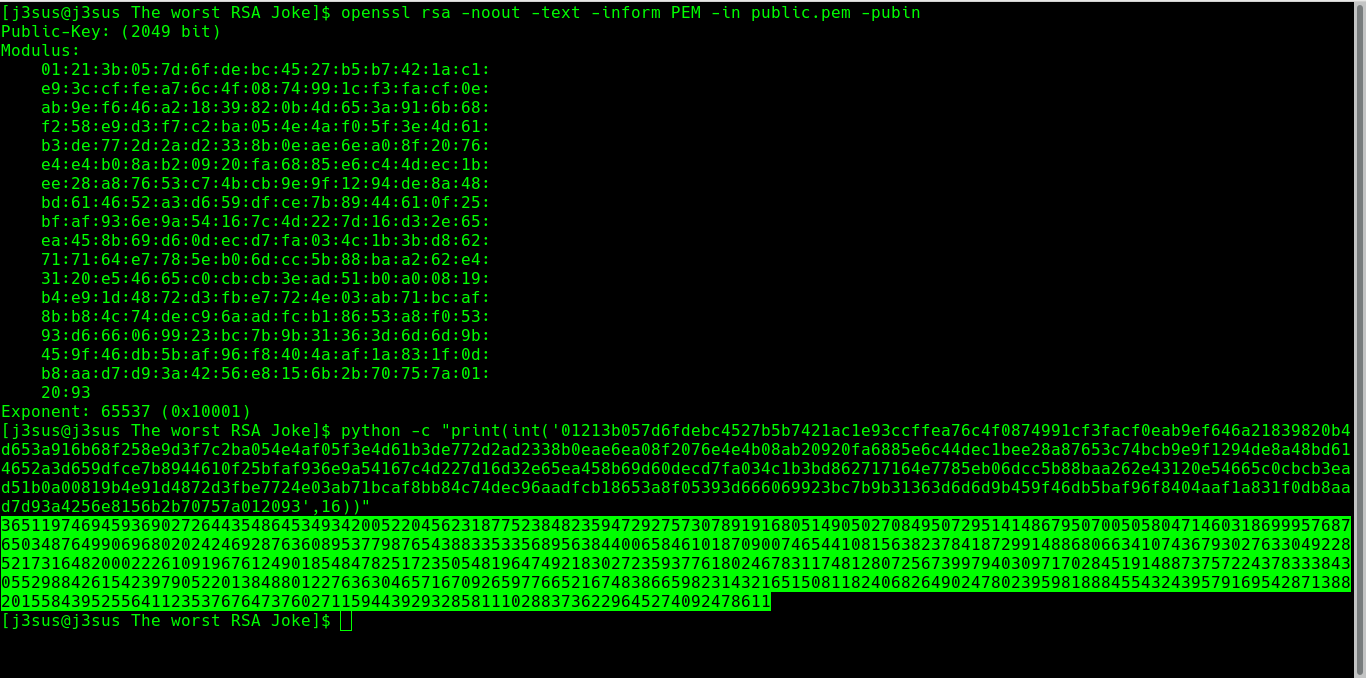 [j3sus@j3sus The worst RSA Joke]$ openssl rsa -noout -text -inform PEM -in public.pem -pubin
Public-Key: (2049 bit)
Modulus:
    01:21:3b:05:7d:6f:de:bc:45:27:b5:b7:42:1a:c1:
    e9:3c:cf:fe:a7:6c:4f:08:74:99:1c:f3:fa:cf:0e:
    ab:9e:f6:46:a2:18:39:82:0b:4d:65:3a:91:6b:68:
    f2:58:e9:d3:f7:c2:ba:05:4e:4a:f0:5f:3e:4d:61:
    b3:de:77:2d:2a:d2:33:8b:0e:ae:6e:a0:8f:20:76:
    e4:e4:b0:8a:b2:09:20:fa:68:85:e6:c4:4d:ec:1b:
    ee:28:a8:76:53:c7:4b:cb:9e:9f:12:94:de:8a:48:
    bd:61:46:52:a3:d6:59:df:ce:7b:89:44:61:0f:25:
    bf:af:93:6e:9a:54:16:7c:4d:22:7d:16:d3:2e:65:
    ea:45:8b:69:d6:0d:ec:d7:fa:03:4c:1b:3b:d8:62:
    71:71:64:e7:78:5e:b0:6d:cc:5b:88:ba:a2:62:e4:
    31:20:e5:46:65:c0:cb:cb:3e:ad:51:b0:a0:08:19:
    b4:e9:1d:48:72:d3:fb:e7:72:4e:03:ab:71:bc:af:
    8b:b8:4c:74:de:c9:6a:ad:fc:b1:86:53:a8:f0:53:
    93:d6:66:06:99:23:bc:7b:9b:31:36:3d:6d:6d:9b:
    45:9f:46:db:5b:af:96:f8:40:4a:af:1a:83:1f:0d:
    b8:aa:d7:d9:3a:42:56:e8:15:6b:2b:70:75:7a:01:
    20:93
Exponent: 65537 (0x10001)
[j3sus@j3sus The worst RSA Joke]$ python -c "print(int('01213b057d6fdebc4527b5b7421ac1e93ccffea76c4f0874991cf3facf0eab9ef646a21839820b4
d653a916b68f258e9d3f7c2ba054e4af05f3e4d61b3de772d2ad2338b0eae6ea08f2076e4e4b08ab20920fa6885e6c44dec1bee28a87653c74bcb9e9f1294de8a48bd61
4652a3d659dfce7b8944610f25bfaf936e9a54167c4d227d16d32e65ea458b69d60decd7fa034c1b3bd862717164e7785eb06dcc5b88baa262e43120e54665c0cbcb3ea
d51b0a00819b4e91d4872d3fbe7724e03ab71bcaf8bb84c74dec96aadfcb18653a8f05393d666069923bc7b9b31363d6d6d9b459f46db5baf96f8404aaf1a831f0db8aa
d7d93a4256e8156b2b70757a012093',16))"
365119746945936902726443548645349342005220456231877523848235947292757307891916805149050270849507295141486795070050580471460318699957687
650348764990696802024246928763608953779876543883353356895638440065846101870900746544108156382378418729914886806634107436793027633049228
521731648200022261091967612490185484782517235054819647492183027235937761802467831174812807256739979403097170284519148873757224378333843
055298842615423979052201384880122763630465716709265977665216748386659823143216515081182406826490247802395981888455432439579169542871388
20155843952556411235376764737602711594439293285811102883736229645274092478611
[j3sus@j3sus The worst RSA Joke]$